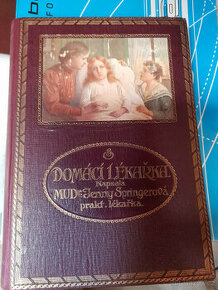 DOMÁCÍ LÉKAŘKA
Napsala
MUDr. Jenny Springerová,
prakt. lékařka.